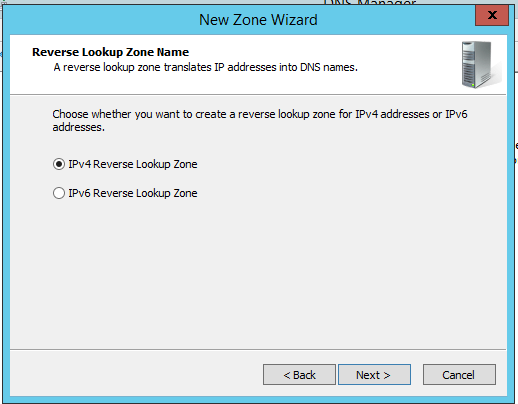 DNS Manager
New Zone Wizard
x
Reverse Lookup Zone Name
A reverse lookup zone translates IP addresses into DNS names.
Choose whether you want to create a reverse lookup zone for IPv4 addresses or IPv6
addresses.
IPv4 Reverse Lookup Zone
IPv6 Reverse Lookup Zone
< Back
Next >
Cancel